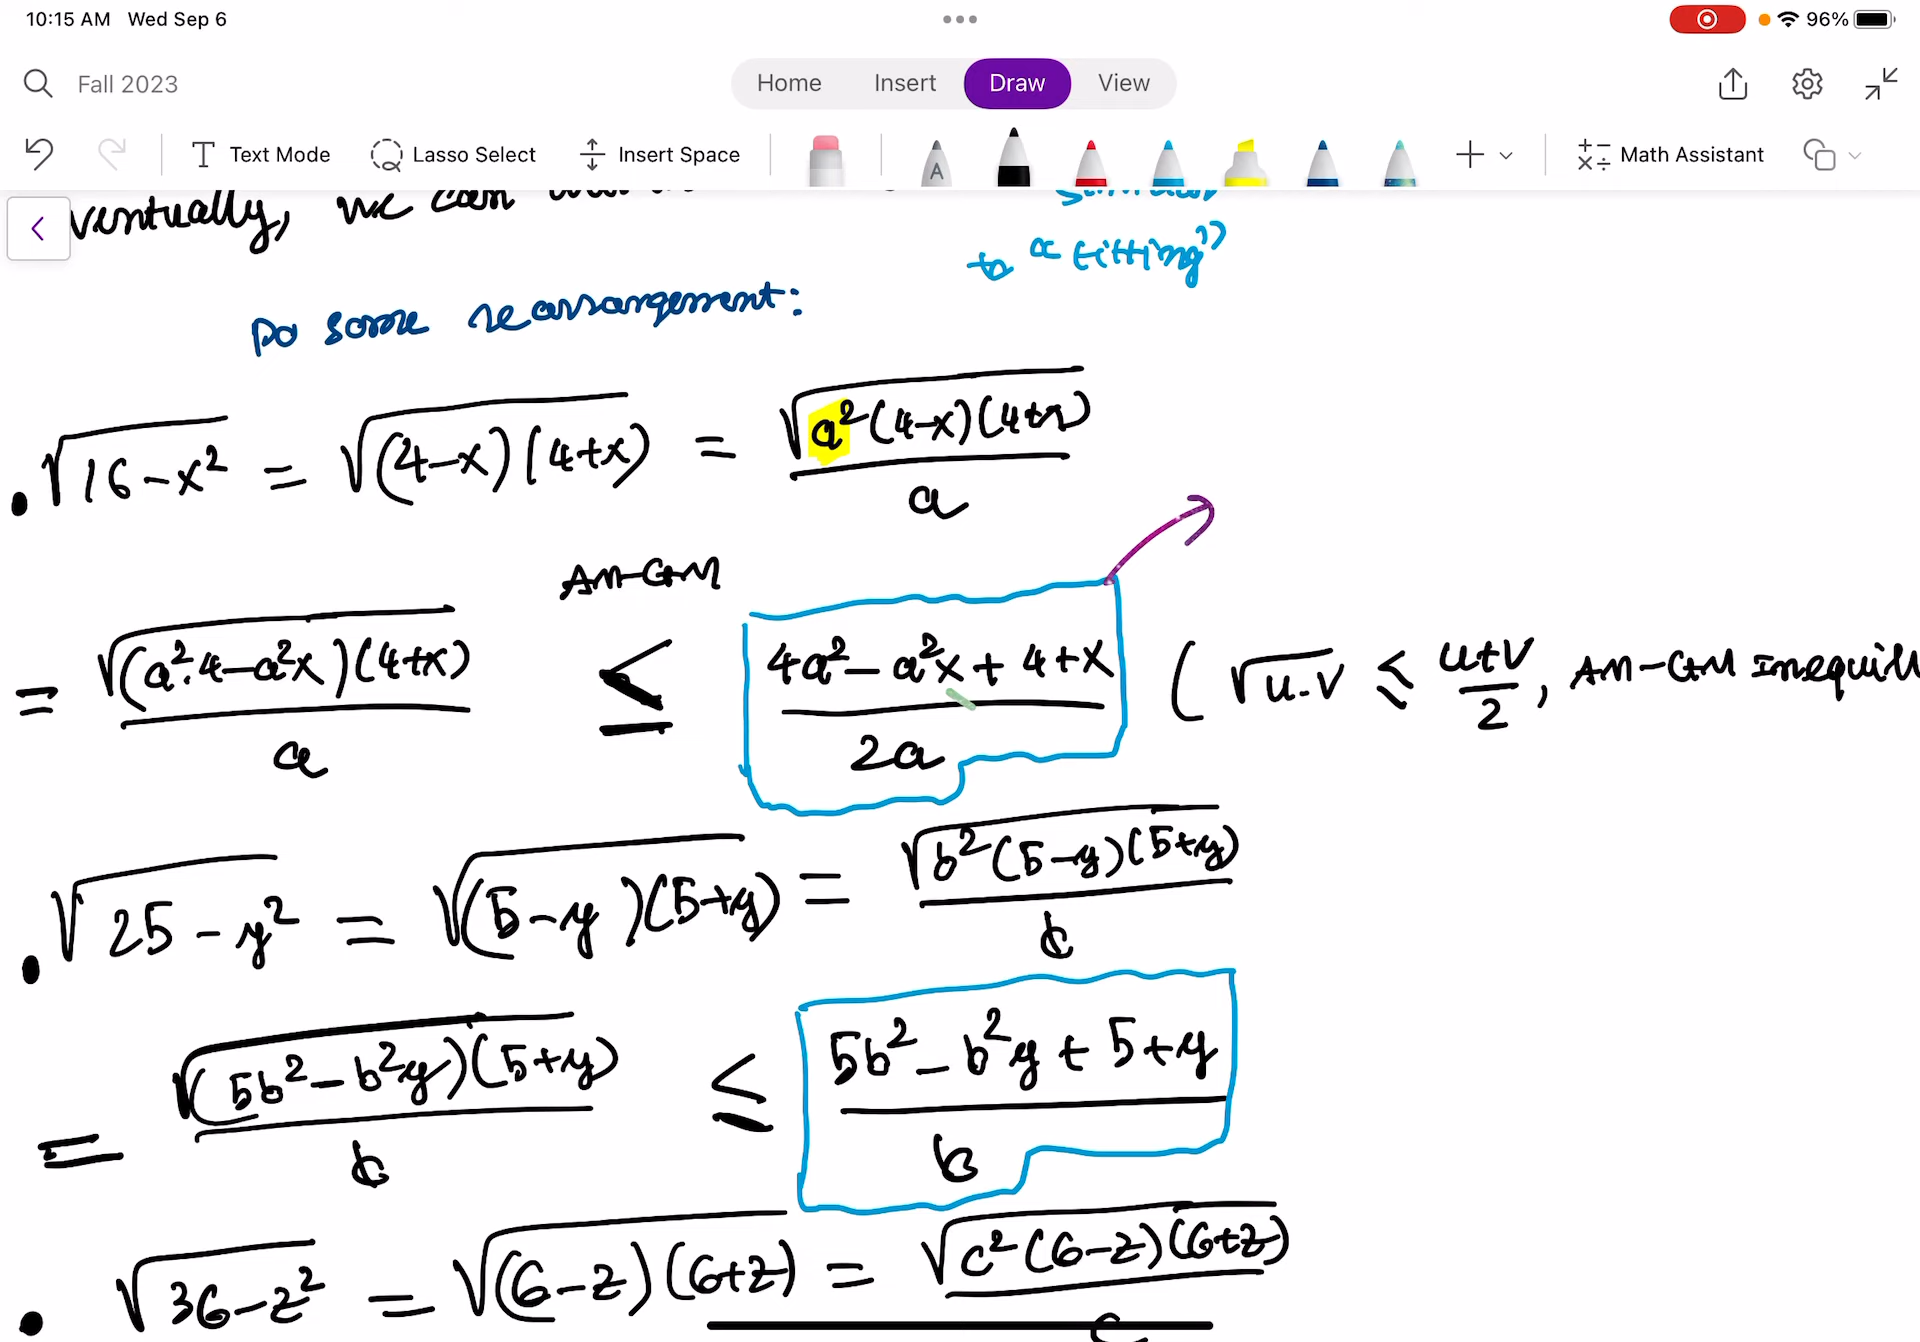 10:15 AM Wed Sep 6
96%
Fall 2023
Home Insert Draw View
Text Mode Lasso Select Insert Space A Math Assistant
ventually, we can
to a "fitting"
Do some rearrangement:
• √(16-x²) = √((4-x)(4+x)) = √(a²(4-x)(4+x)) / a
AM-GM
= √((a².4-a²x)(4+x)) / a ≤ (4a²-a²x+4+x) / 2a ( √(u.v) ≤ (u+v)/2, AM-GM Inequil
• √(25-y²) = √((5-y)(5+y)) = √(b²(5-y)(5+y)) / b
= √((5b²-b²y)(5+y)) / b ≤ (5b²-b²y+5+y) / b
• √(36-z²) = √((6-z)(6+z)) = √(c²(6-z)(6+z)) / c